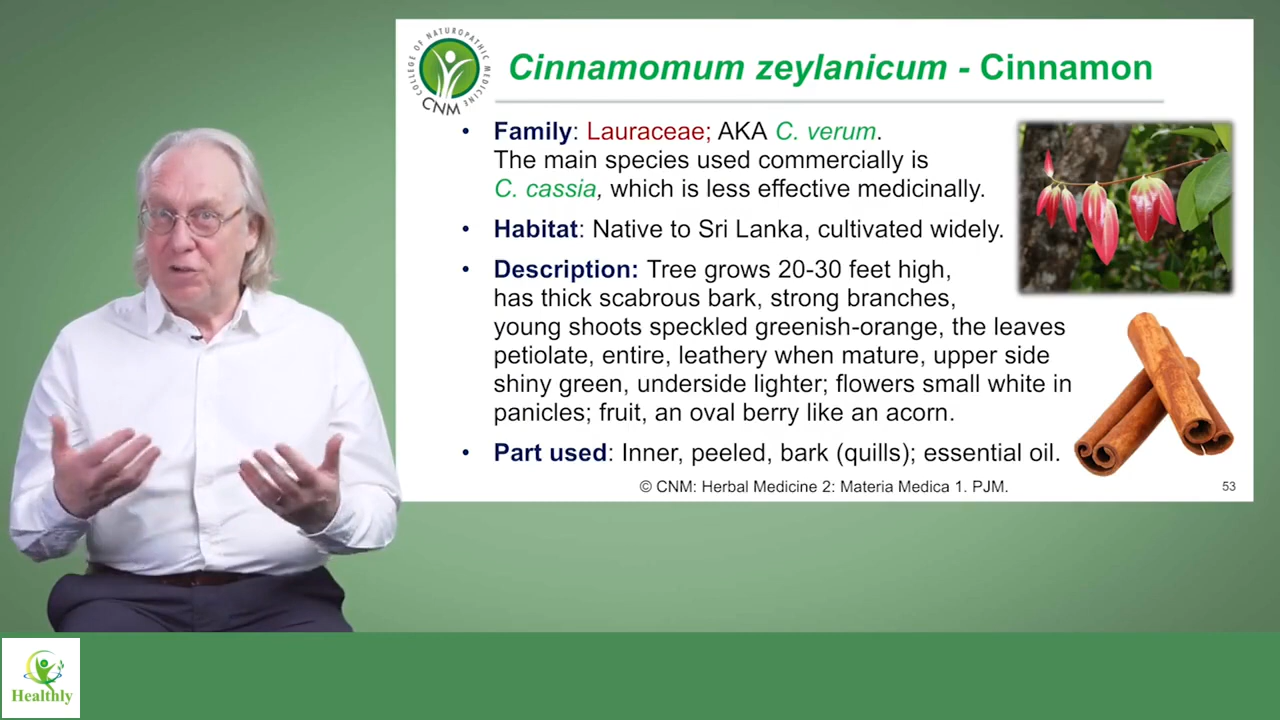 COLLEGE OF NATUROPATHIC MEDICINE
CNM
Cinnamomum zeylanicum - Cinnamon
• Family: Lauraceae; AKA C. verum.
The main species used commercially is
C. cassia, which is less effective medicinally.
• Habitat: Native to Sri Lanka, cultivated widely.
• Description: Tree grows 20-30 feet high,
has thick scabrous bark, strong branches,
young shoots speckled greenish-orange, the leaves
petiolate, entire, leathery when mature, upper side
shiny green, underside lighter; flowers small white in
panicles; fruit, an oval berry like an acorn.
• Part used: Inner, peeled, bark (quills); essential oil.
© CNM: Herbal Medicine 2: Materia Medica 1. PJM.
53
Healthly